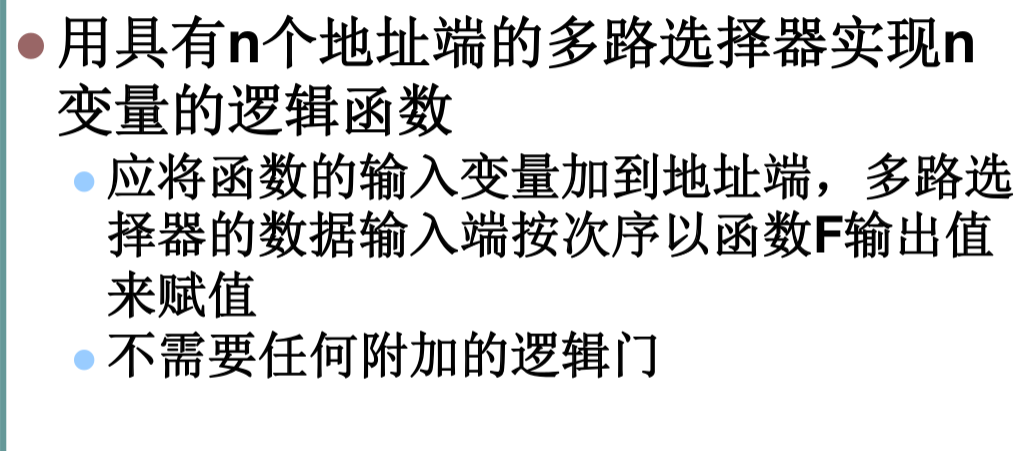 用具有n个地址端的多路选择器实现n
变量的逻辑函数
应将函数的输入变量加到地址端，多路选
择器的数据输入端按次序以函数F输出值
来赋值
不需要任何附加的逻辑门